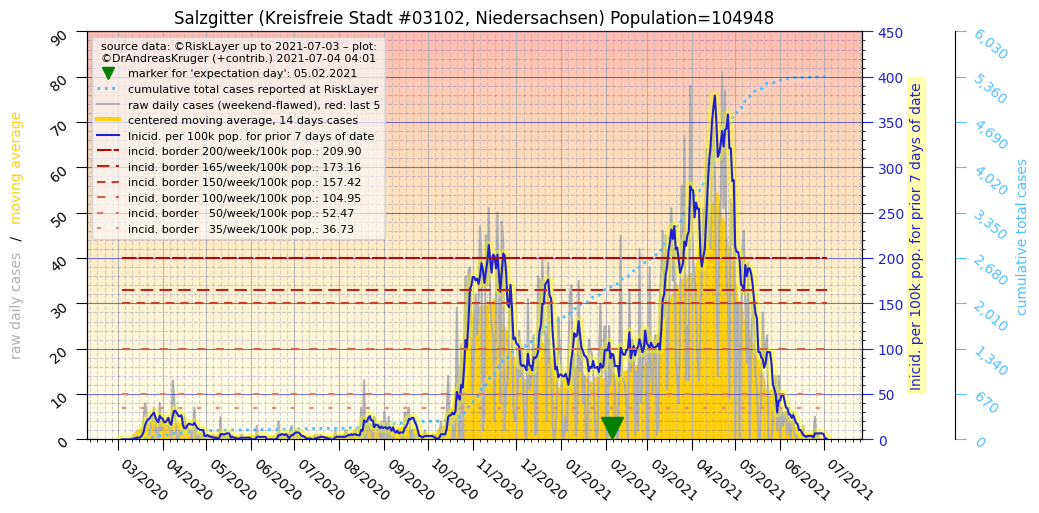 Salzgitter (Kreisfreie Stadt #03102, Niedersachsen) Population=104948
source data: ©RiskLayer up to 2021-07-03 – plot:
©DrAndreasKruger (+contrib.) 2021-07-04 04:01
marker for 'expectation day': 05.02.2021
cumulative total cases reported at RiskLayer
raw daily cases (weekend-flawed), red: last 5
centered moving average, 14 days cases
Inicid. per 100k pop. for prior 7 days of date
incid. border 200/week/100k pop.: 209.90
incid. border 165/week/100k pop.: 173.16
incid. border 150/week/100k pop.: 157.42
incid. border 100/week/100k pop.: 104.95
incid. border   50/week/100k pop.: 52.47
incid. border   35/week/100k pop.: 36.73
raw daily cases / moving average
90
80
70
60
50
40
30
20
10
0
03/2020
04/2020
05/2020
06/2020
07/2020
08/2020
09/2020
10/2020
11/2020
12/2020
01/2021
02/2021
03/2021
04/2021
05/2021
06/2021
07/2021
450
400
350
300
250
200
150
100
50
0
Inicid. per 100k pop. for prior 7 days of date
6,030
5,360
4,690
4,020
3,350
2,680
2,010
1,340
670
0
cumulative total cases